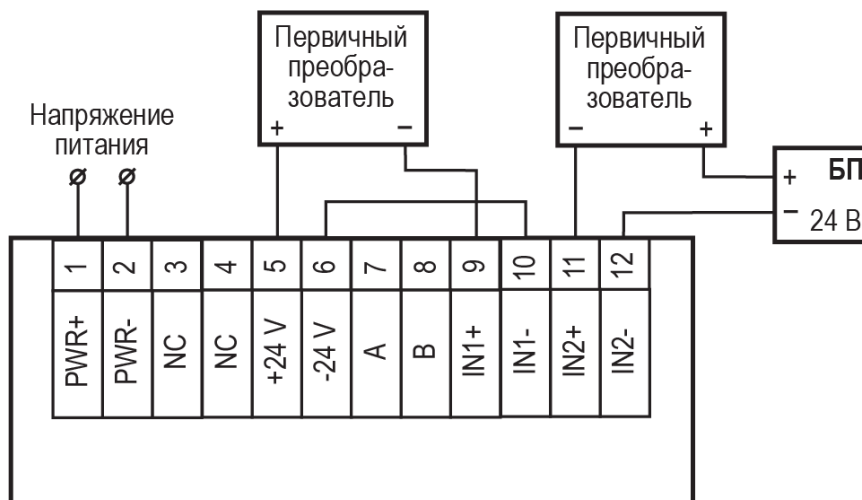 Первичный
преобра-
зователь
+ −
Первичный
преобра-
зователь
− +
Напряжение
питания
+ БП
− 24 В
1 2 3 4 5 6 7 8 9 10 11 12
PWR+ PWR- NC NC +24 V -24 V A B IN1+ IN1- IN2+ IN2-